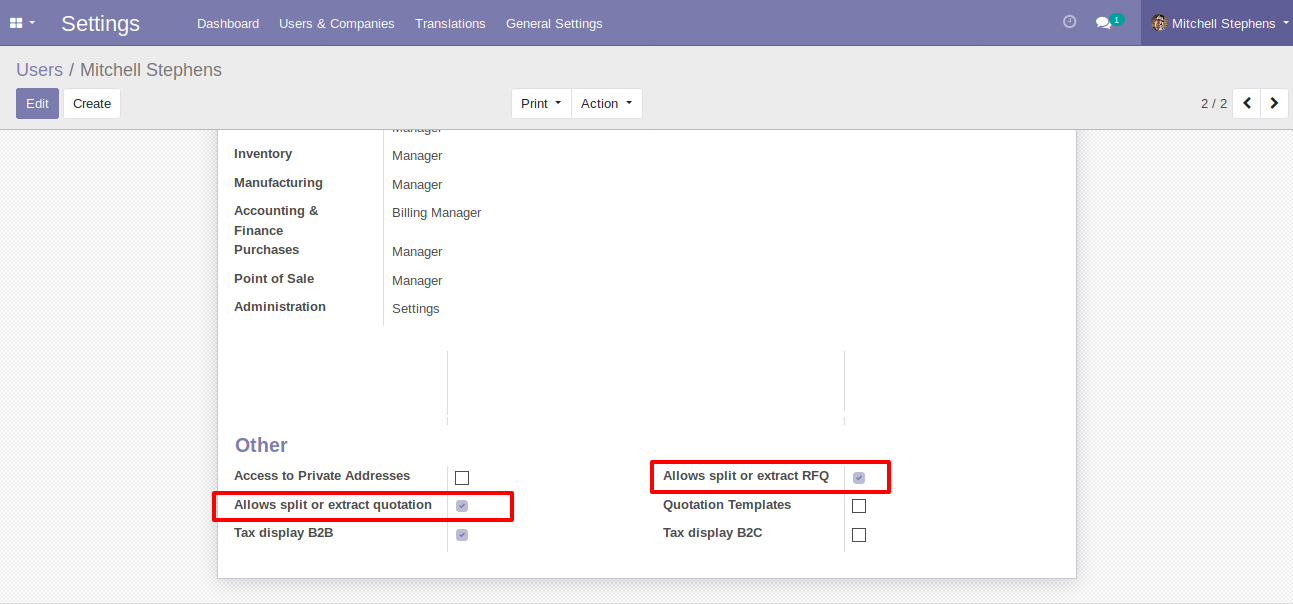 Settings Dashboard Users & Companies Translations General Settings 1 Mitchell Stephens
Users / Mitchell Stephens
Edit Create Print Action 2 / 2
Manager
Inventory Manager
Manufacturing Manager
Accounting & Billing Manager
Finance
Purchases Manager
Point of Sale Manager
Administration Settings
Other
Access to Private Addresses Allows split or extract RFQ
Allows split or extract quotation Quotation Templates
Tax display B2B Tax display B2C